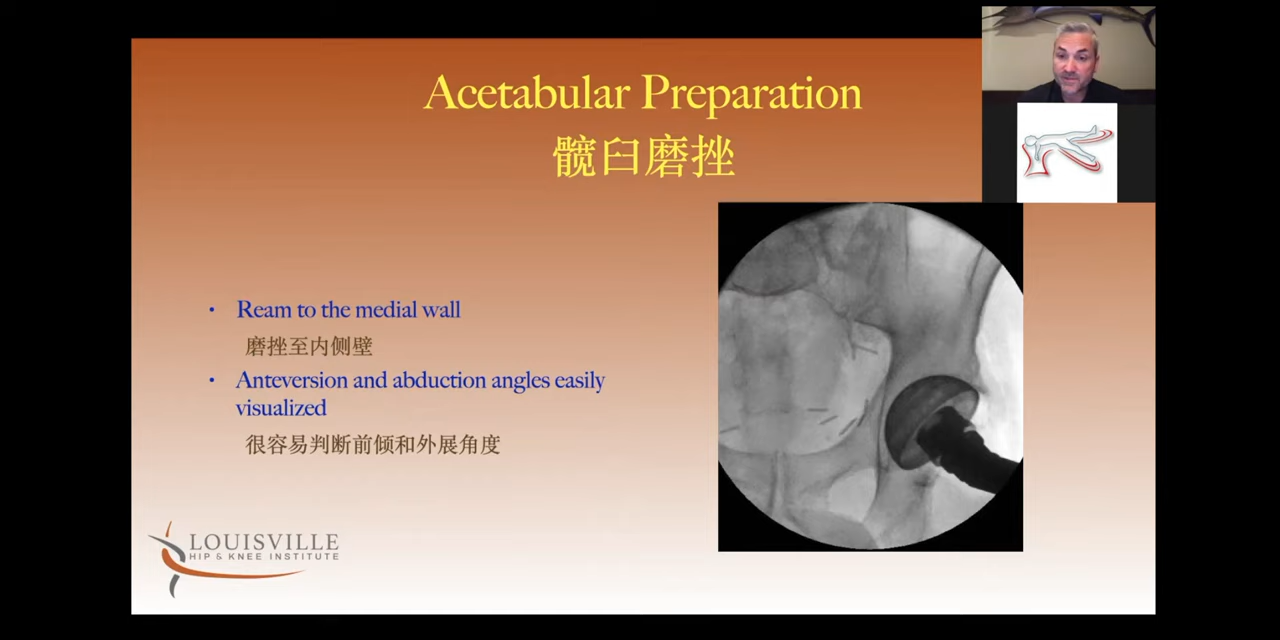 Acetabular Preparation
髋臼磨挫
• Ream to the medial wall
磨挫至内侧壁
• Anteversion and abduction angles easily
visualized
很容易判断前倾和外展角度
LOUISVILLE
HIP & KNEE INSTITUTE